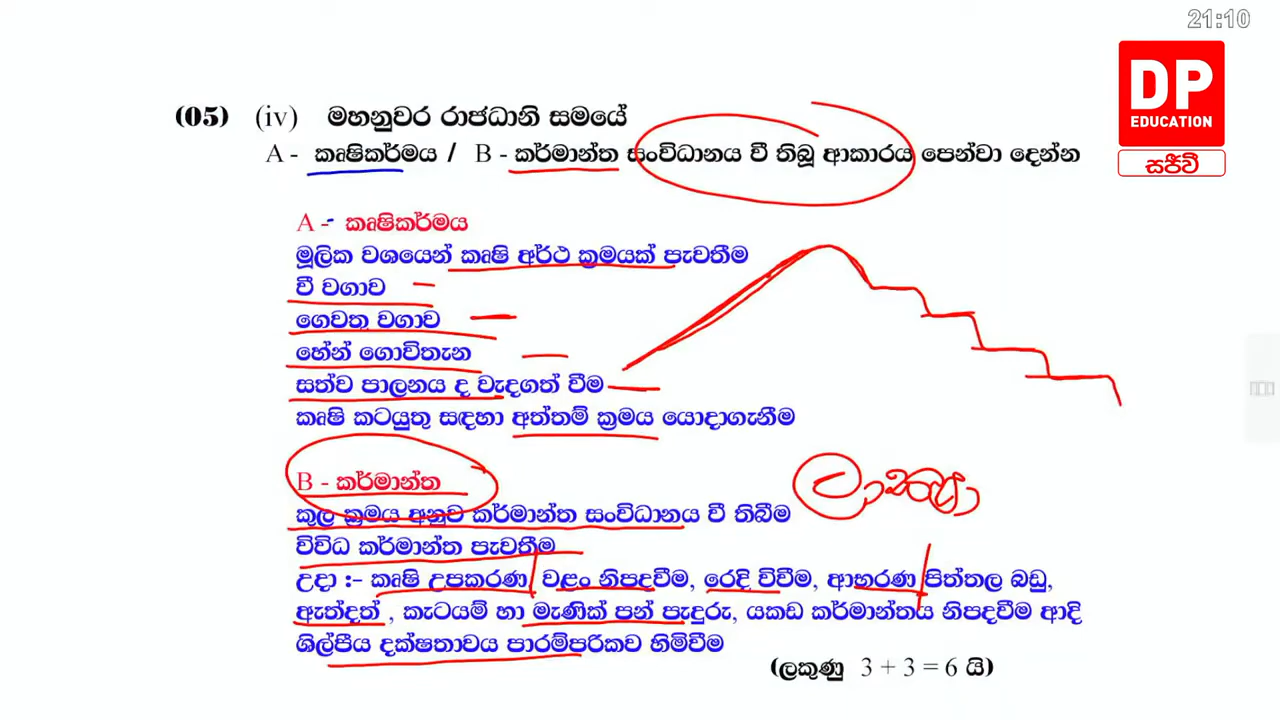 21:10
DP
EDUCATION
සජීවී
(05) (iv) මහනුවර රාජධානි සමයේ
A - කෘෂිකර්මය / B - කර්මාන්ත සංවිධානය වී තිබූ ආකාරය පෙන්වා දෙන්න
A - කෘෂිකර්මය
මූලික වශයෙන් කෘෂි අර්ථ ක්‍රමයක් පැවතීම
වී වගාව
ගෙවතු වගාව
හේන් ගොවිතැන
සත්ව පාලනය ද වැදගත් වීම
කෘෂි කටයුතු සඳහා අත්තම් ක්‍රමය යොදාගැනීම
B - කර්මාන්ත
කුල ක්‍රමය අනුව කර්මාන්ත සංවිධානය වී තිබීම
විවිධ කර්මාන්ත පැවතීම
උදා :- කෘෂි උපකරණ, වළං නිපදවීම, රෙදි විවීම, ආභරණ, පිත්තල බඩු,
ඇත්දත් , කැටයම් හා මැණික් පන් පැදුරු, යකඩ කර්මාන්තය නිපදවීම ආදි
ශිල්පීය දක්ෂතාවය පාරම්පරිකව හිමිවීම
(ලකුණු 3 + 3 = 6 යි)